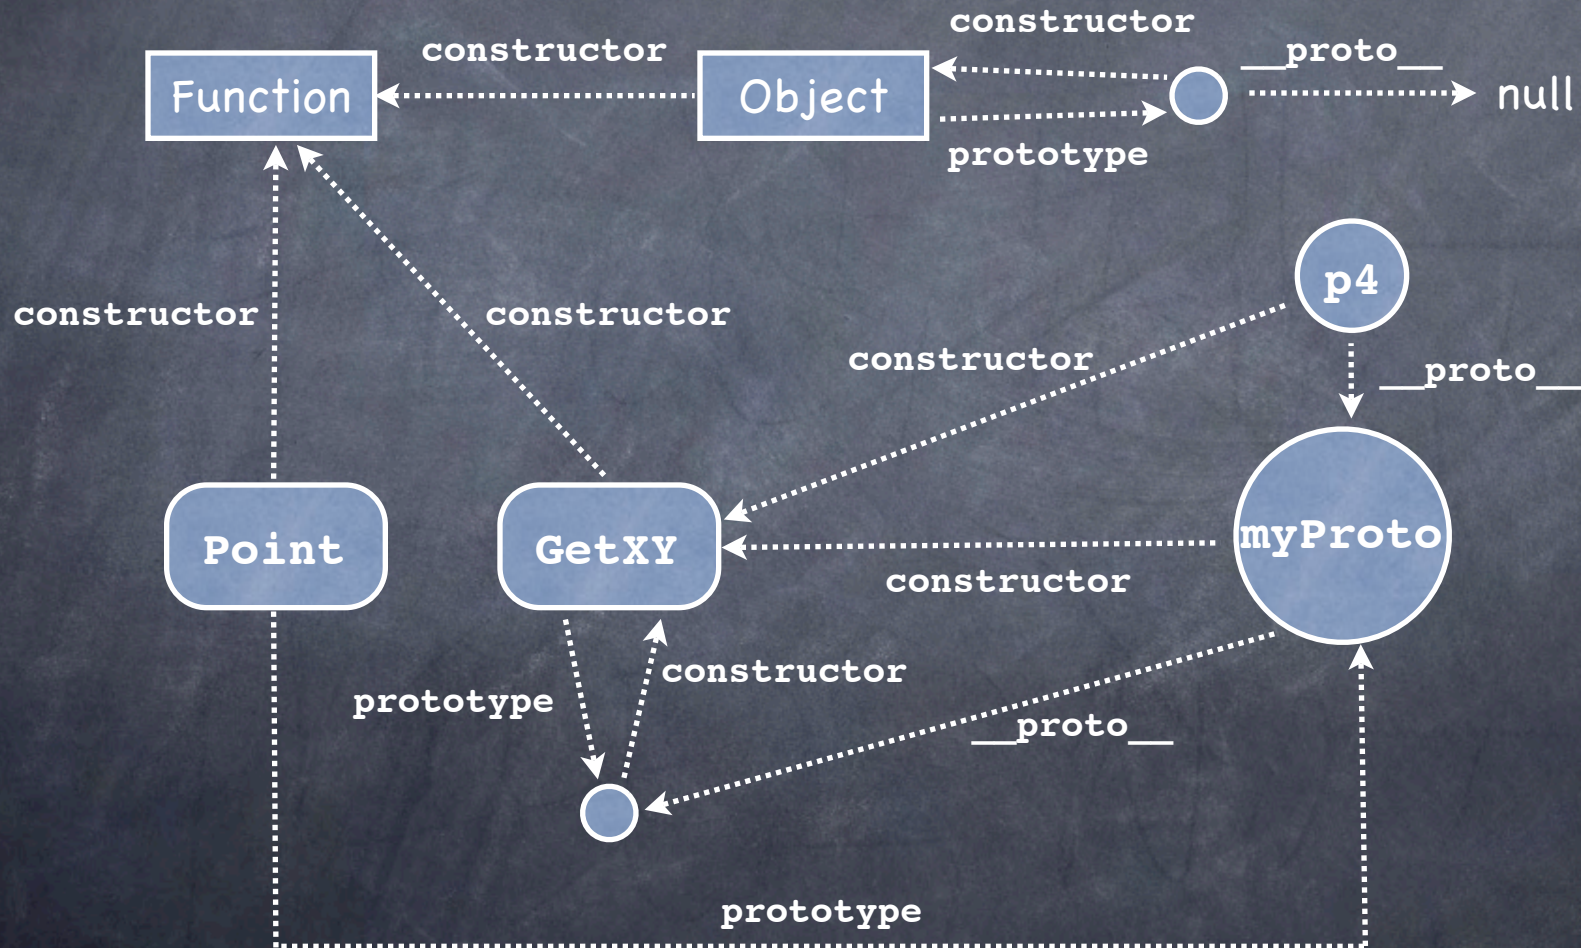 constructor
constructor
__proto__
Function
Object
null
prototype
p4
constructor
constructor
constructor
__proto__
Point
GetXY
myProto
constructor
constructor
prototype
__proto__
prototype